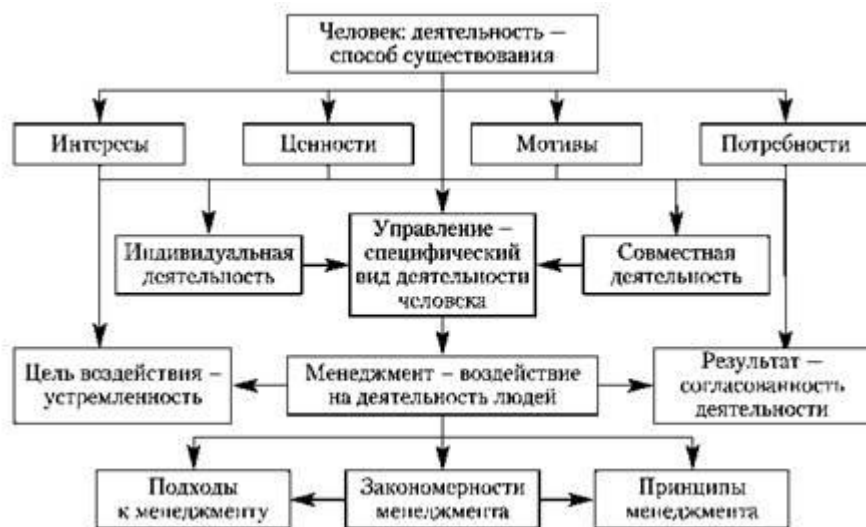 Человек: деятельность –
способ существования
Интересы
Ценности
Мотивы
Потребности
Индивидуальная
деятельность
Управление –
специфический
вид деятельности
человека
Совместная
деятельность
Цель воздействия –
устремленность
Менеджмент – воздействие
на деятельность людей
Результат –
согласованность
деятельности
Подходы
к менеджменту
Закономерности
менеджмента
Принципы
менеджмента